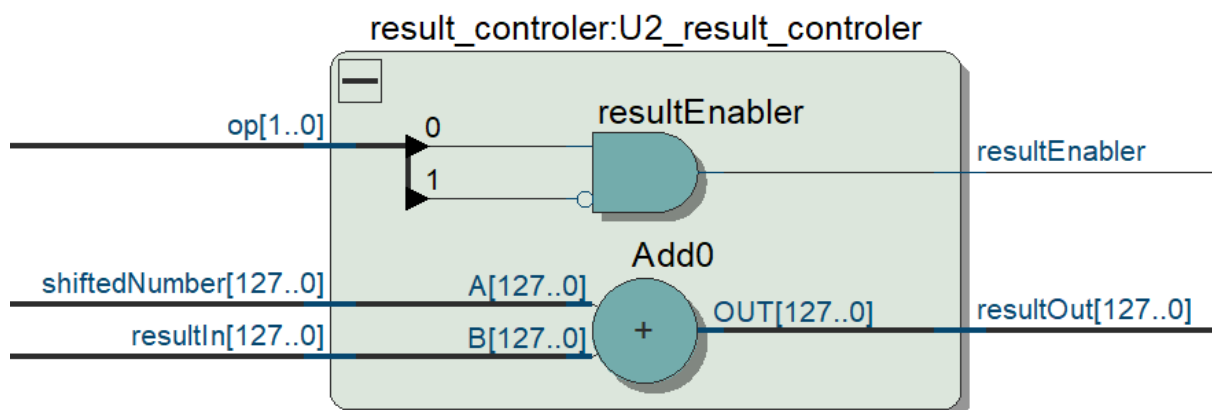 result_controler:U2_result_controler
resultEnabler
op[1..0]
0
1
resultEnabler
Add0
shiftedNumber[127..0]
A[127..0]
+
OUT[127..0]
resultOut[127..0]
resultIn[127..0]
B[127..0]